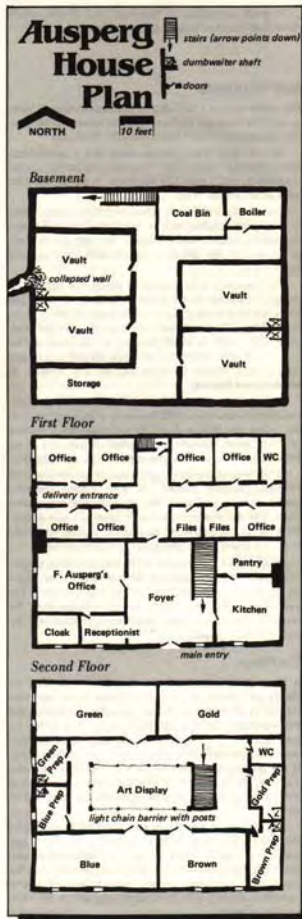 Ausperg
House
Plan
stairs (arrow points down)
dumbwaiter shaft
doors
NORTH
10 feet
Basement
Coal Bin
Boiler
Vault
collapsed wall
Vault
Vault
Vault
Storage
First Floor
Office
Office
Office
Office
WC
delivery entrance
Office
Office
Files
Files
Office
F. Ausperg's
Office
Pantry
Foyer
Kitchen
Cloak
Receptionist
main entry
Second Floor
Green
Gold
Green Prep
WC
Blue Prep
Art Display
Gold Prep
light chain barrier with posts
Brown Prep
Blue
Brown